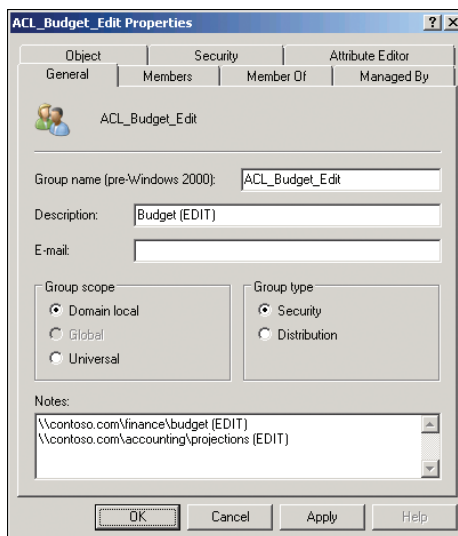 ACL_Budget_Edit Properties
Object Security Attribute Editor
General Members Member Of Managed By
ACL_Budget_Edit
Group name (pre-Windows 2000): ACL_Budget_Edit
Description: Budget (EDIT)
E-mail:
Group scope
Domain local
Global
Universal
Group type
Security
Distribution
Notes:
\\contoso.com\finance\budget (EDIT)
\\contoso.com\accounting\projections (EDIT)
OK Cancel Apply Help